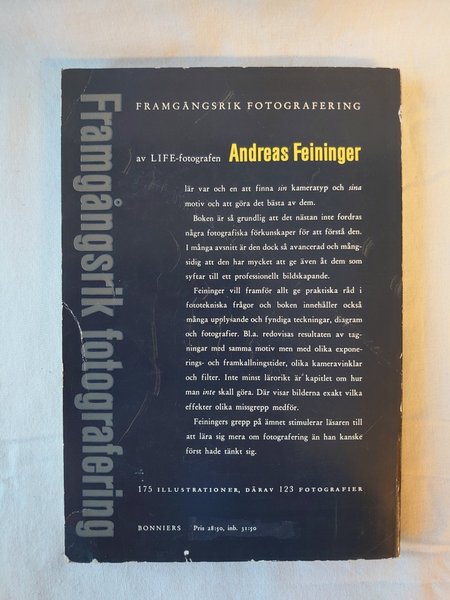 Framgångsrik fotografering
FRAMGÅNGSRIK FOTOGRAFERING
av LIFE-fotografen Andreas Feininger
lär var och en att finna sin kameratyp och sina
motiv och att göra det bästa av dem.
Boken är så grundlig att det nästan inte fordras
några fotografiska förkunskaper för att förstå den.
I många avsnitt är den dock så avancerad och mång-
sidig att den har mycket att ge även åt dem som
syftar till ett professionellt bildskapande.
Feininger vill framför allt ge praktiska råd i
fototekniska frågor och boken innehåller också
många upplysande och fyndiga teckningar, diagram
och fotografier. Bl.a. redovisas resultaten av tag-
ningar med samma motiv men med olika expone-
rings- och framkallningstider, olika kameravinklar
och filter. Inte minst lärorikt är kapitlet om hur
man inte skall göra. Där visar bilderna exakt vilka
effekter olika missgrepp medför.
Feiningers grepp på ämnet stimulerar läsaren till
att lära sig mera om fotografering än han kanske
först hade tänkt sig.
175 ILLUSTRATIONER, DÄRAV 123 FOTOGRAFIER
BONNIERS Pris 28:50, inb. 31:50